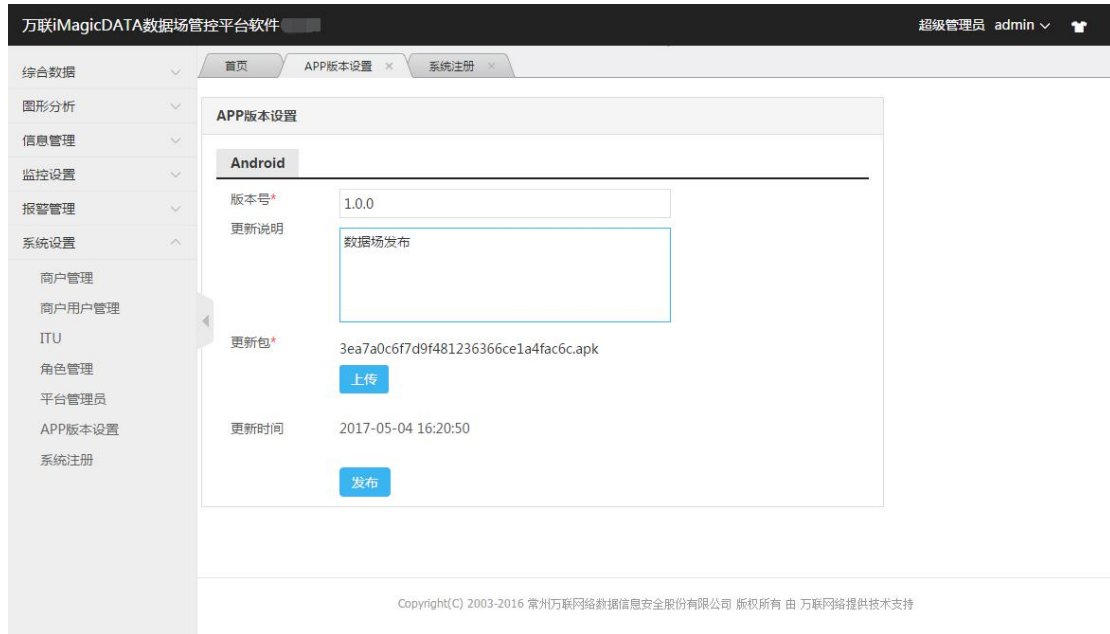 万联iMagicDATA数据场管控平台软件
超级管理员 admin
首页
APP版本设置
系统注册
综合数据
图形分析
信息管理
监控设置
报警管理
系统设置
商户管理
商户用户管理
ITU
角色管理
平台管理员
APP版本设置
系统注册
APP版本设置
Android
版本号*
1.0.0
更新说明
数据场发布
更新包*
3ea7a0c6f7d9f481236366ce1a4fac6c.apk
上传
更新时间
2017-05-04 16:20:50
发布
Copyright(C) 2003-2016 常州万联网络数据信息安全股份有限公司 版权所有 由 万联网络提供技术支持